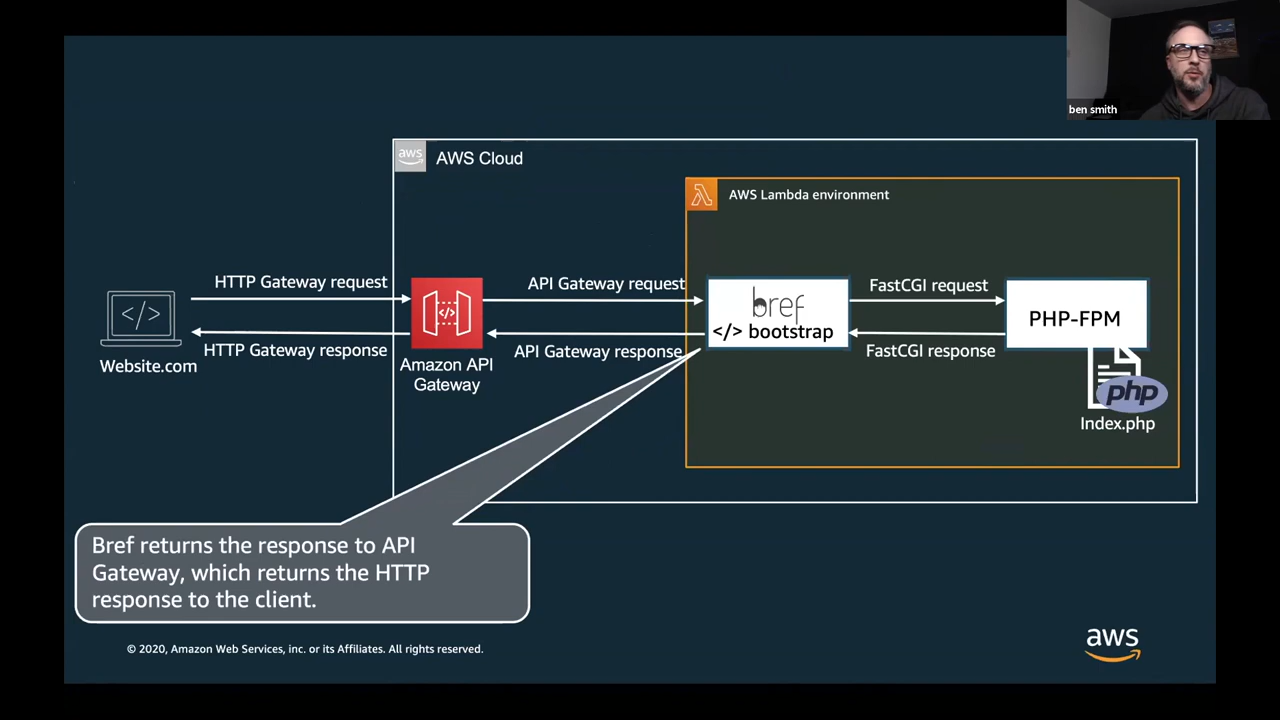 ben smith
aws
AWS Cloud
AWS Lambda environment
HTTP Gateway request
API Gateway request
FastCGI request
</>
</>
bref
</> bootstrap
PHP-FPM
HTTP Gateway response
API Gateway response
FastCGI response
Website.com
Amazon API
Gateway
php
Index.php
Bref returns the response to API
Gateway, which returns the HTTP
response to the client.
© 2020, Amazon Web Services, inc. or its Affiliates. All rights reserved.
aws